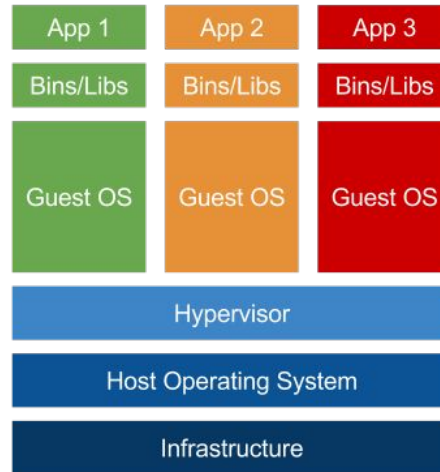 App 1 App 2 App 3
Bins/Libs Bins/Libs Bins/Libs
Guest OS Guest OS Guest OS
Hypervisor
Host Operating System
Infrastructure